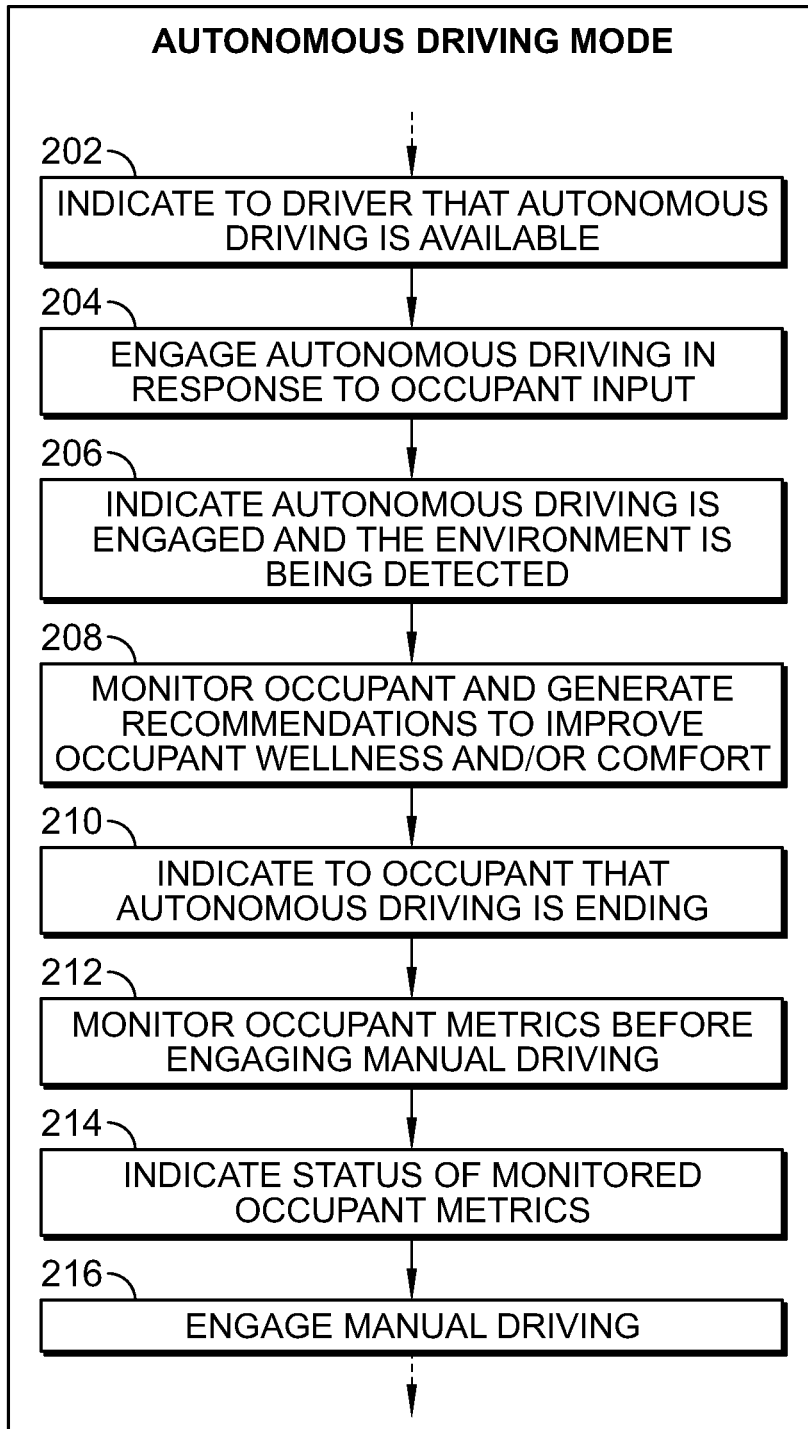 AUTONOMOUS DRIVING MODE
202
INDICATE TO DRIVER THAT AUTONOMOUS
DRIVING IS AVAILABLE
204
ENGAGE AUTONOMOUS DRIVING IN
RESPONSE TO OCCUPANT INPUT
206
INDICATE AUTONOMOUS DRIVING IS
ENGAGED AND THE ENVIRONMENT IS
BEING DETECTED
208
MONITOR OCCUPANT AND GENERATE
RECOMMENDATIONS TO IMPROVE
OCCUPANT WELLNESS AND/OR COMFORT
210
INDICATE TO OCCUPANT THAT
AUTONOMOUS DRIVING IS ENDING
212
MONITOR OCCUPANT METRICS BEFORE
ENGAGING MANUAL DRIVING
214
INDICATE STATUS OF MONITORED
OCCUPANT METRICS
216
ENGAGE MANUAL DRIVING